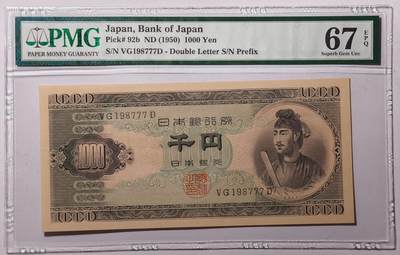 PMG
PAPER MONEY GUARANTY
Japan, Bank of Japan
Pick# 92b ND (1950) 1000 Yen
S/N VG198777D - Double Letter S/N Prefix
67 EPQ
Superb Gem Unc
1000
1000
VG198777D
日本銀行券
1000
千円
日本銀行
VG198777D
1000
1000